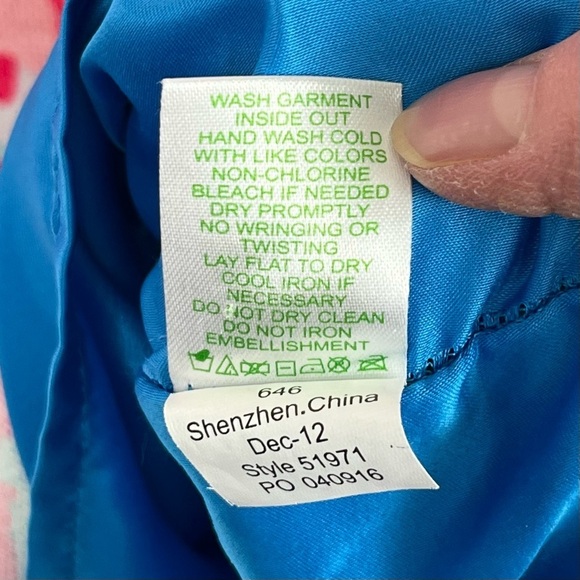 WASH GARMENT
INSIDE OUT
HAND WASH COLD
WITH LIKE COLORS
NON-CHLORINE
BLEACH IF NEEDED
DRY PROMPTLY
NO WRINGING OR
TWISTING
LAY FLAT TO DRY
COOL IRON IF
NECESSARY
DO NOT DRY CLEAN
DO NOT IRON
EMBELLISHMENT
646
Shenzhen.China
Dec-12
Style 51971
PO 040916